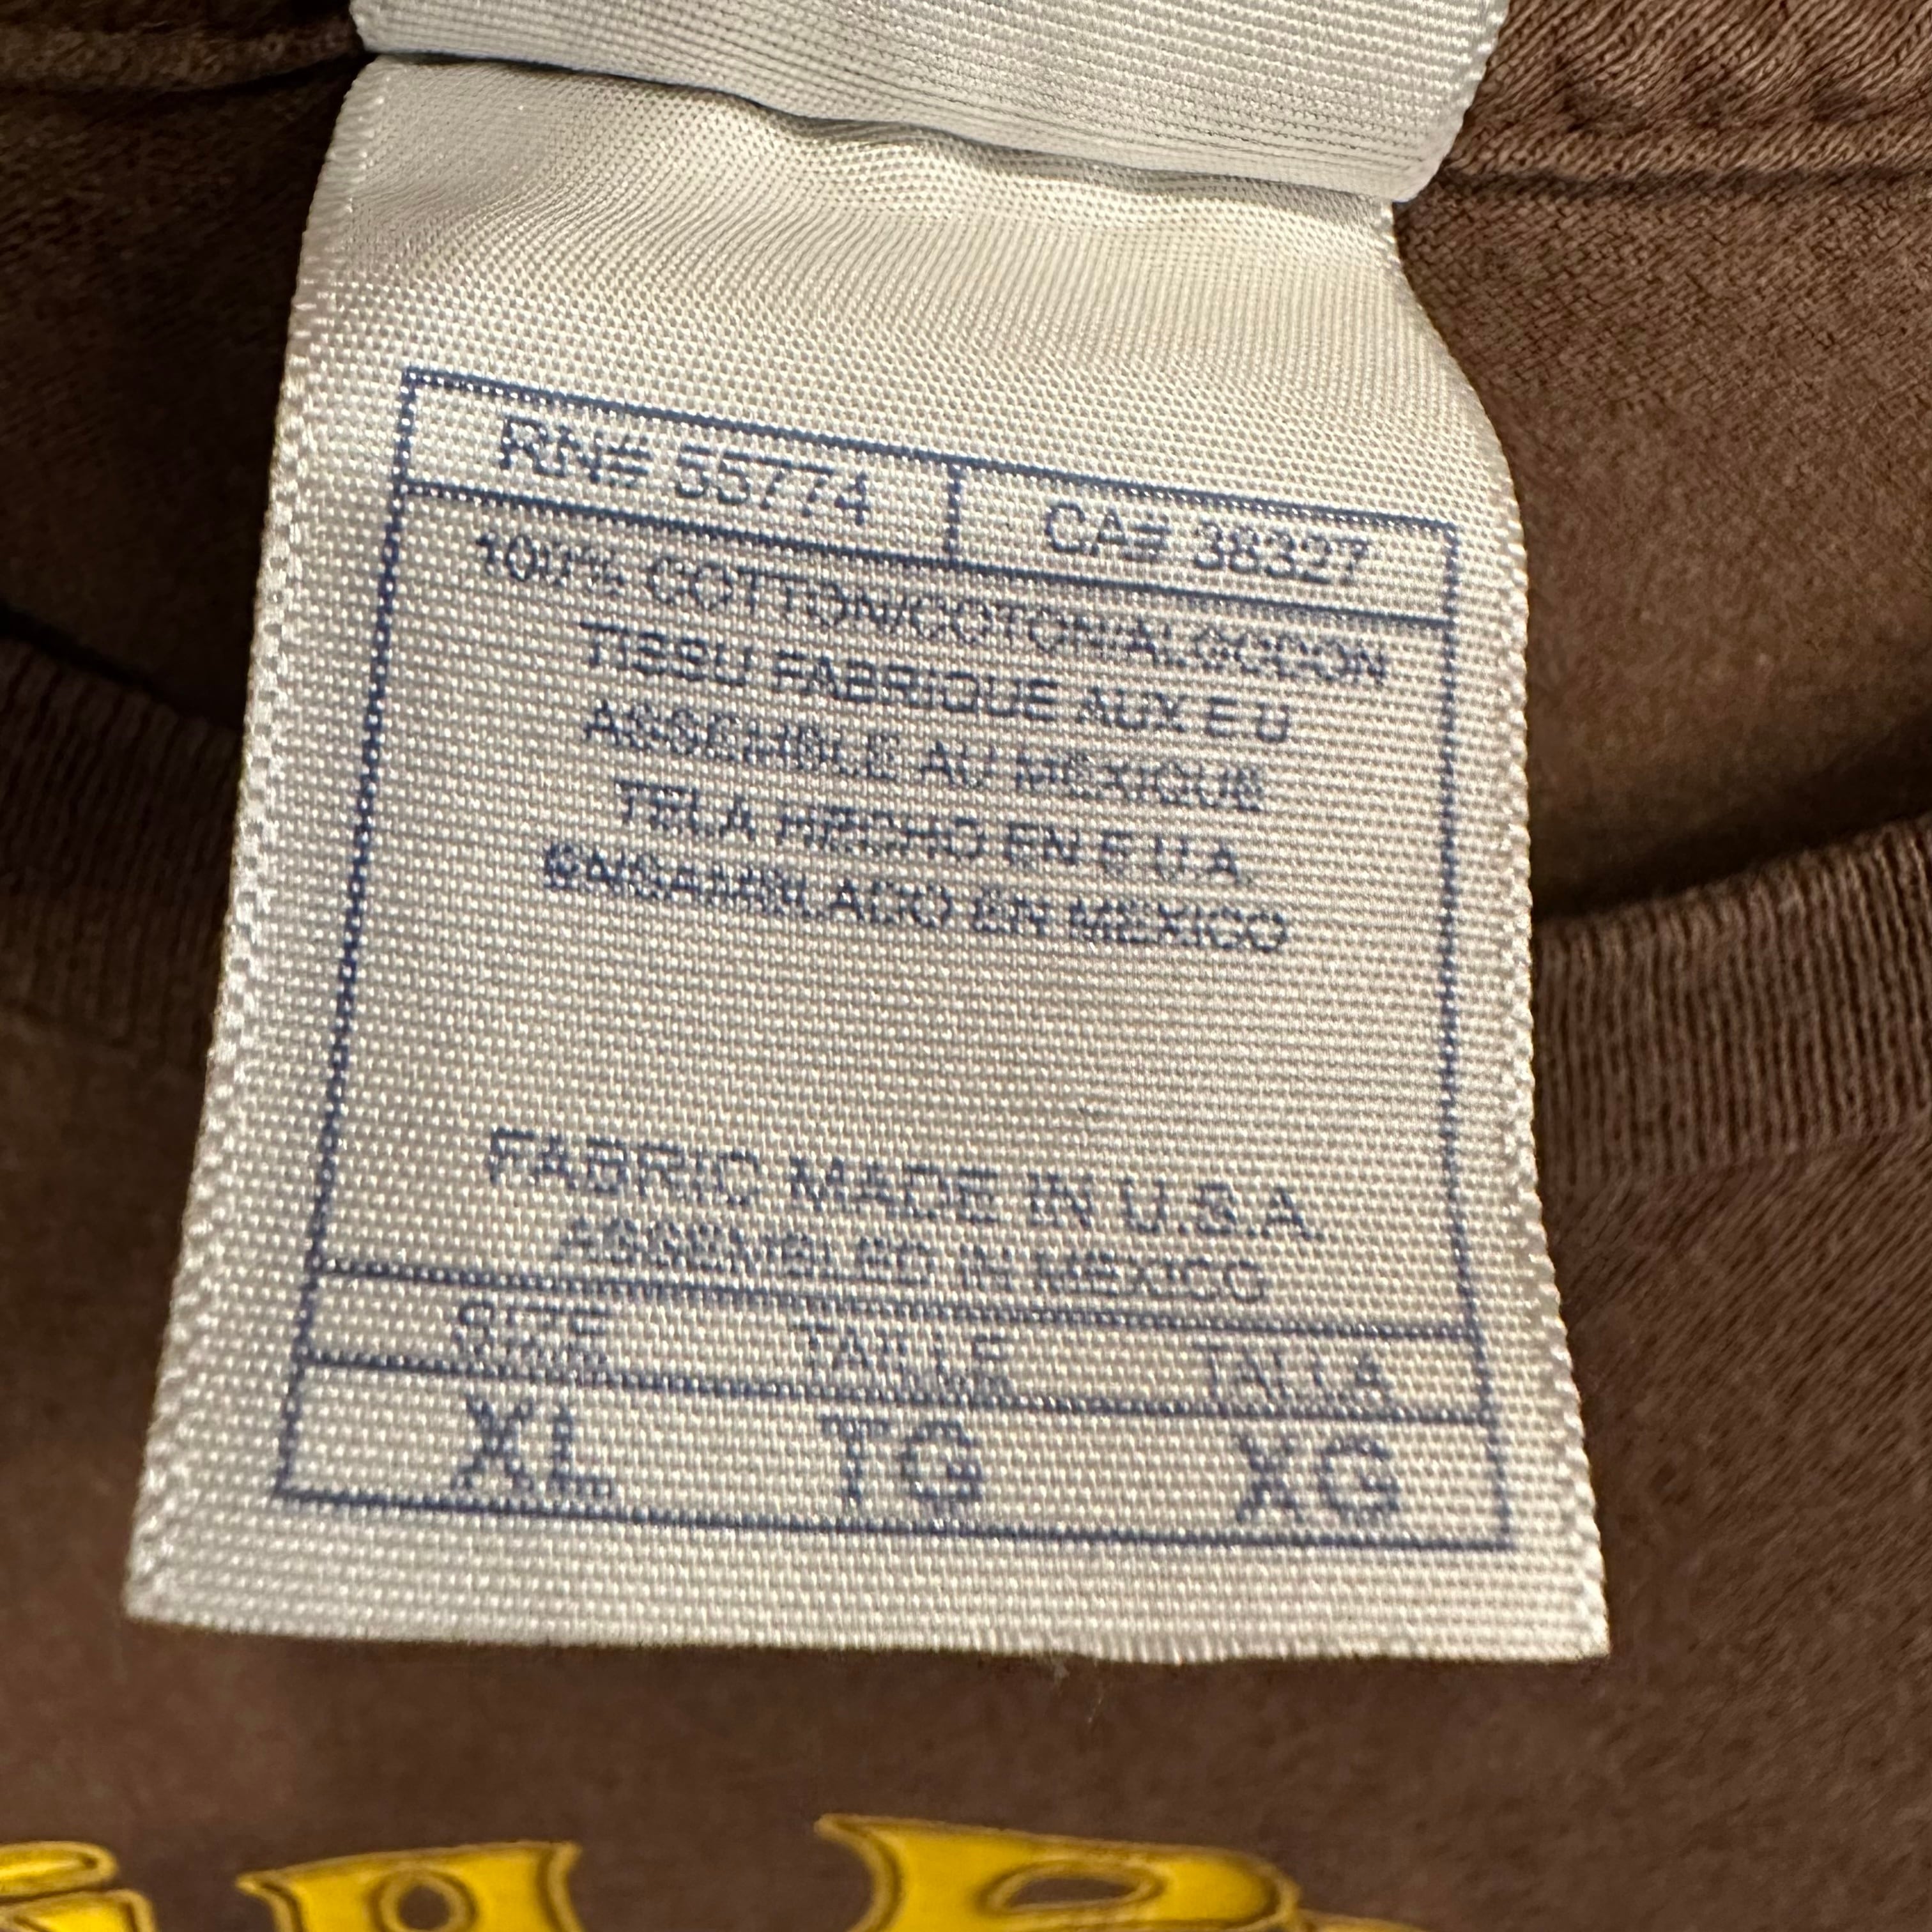 RN# 55774 CA# 38327
100% COTTON/COTON/ALGODON
TISSU FABRIQUE AUX E U
ASSEMBLE AU MEXIQUE
TELA HECHO EN E.U.A.
ENSAMBLADO EN MEXICO
FABRIC MADE IN U.S.A
ASSEMBLED IN MEXICO
SIZE TAILLE TALLA
XL TG XG